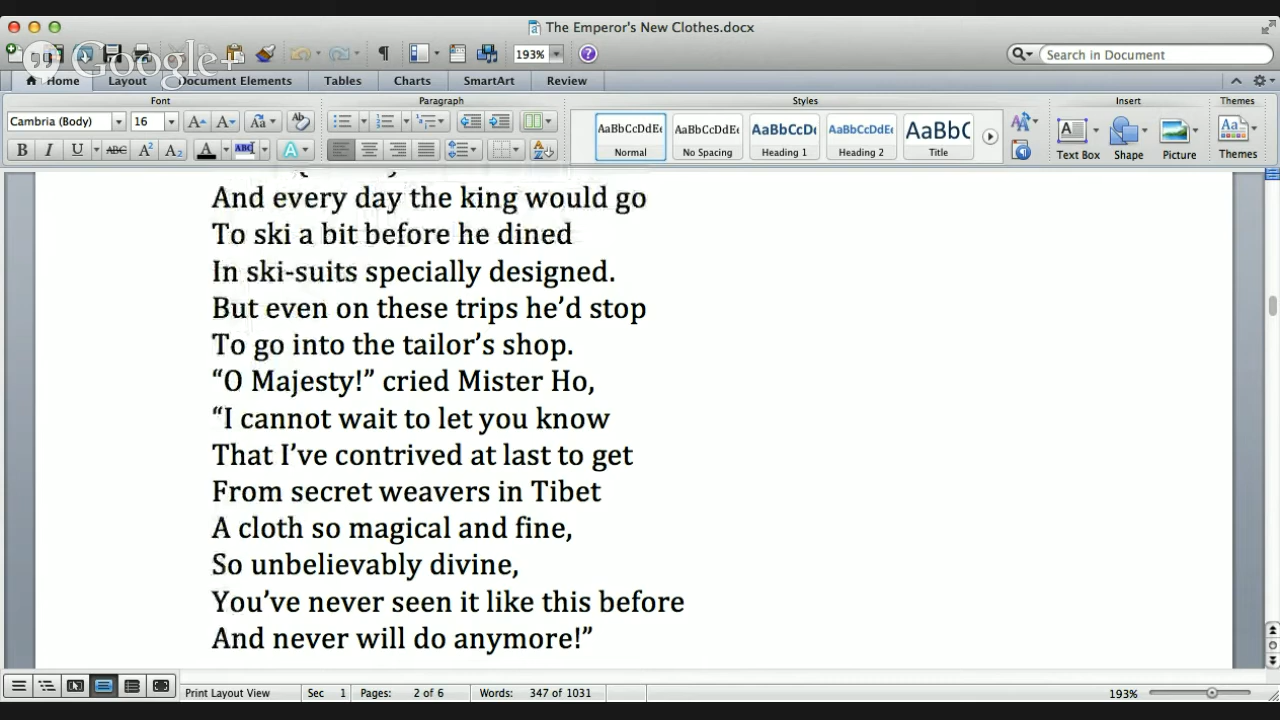 The Emperor's New Clothes.docx
Google+
193%
Search in Document
Home Layout Document Elements Tables Charts SmartArt Review
Font Paragraph Styles Insert Themes
Cambria (Body) 16 Aa
AaBbCcDdEe AaBbCcDdEe AaBbCcDc AaBbCcDdEe AaBbC
Normal No Spacing Heading 1 Heading 2 Title
Text Box Shape Picture Themes
B I U ABC A² A₂ A ABC A
And every day the king would go
To ski a bit before he dined
In ski-suits specially designed.
But even on these trips he’d stop
To go into the tailor’s shop.
“O Majesty!” cried Mister Ho,
“I cannot wait to let you know
That I’ve contrived at last to get
From secret weavers in Tibet
A cloth so magical and fine,
So unbelievably divine,
You’ve never seen it like this before
And never will do anymore!”
Print Layout View Sec 1 Pages: 2 of 6 Words: 347 of 1031 193%